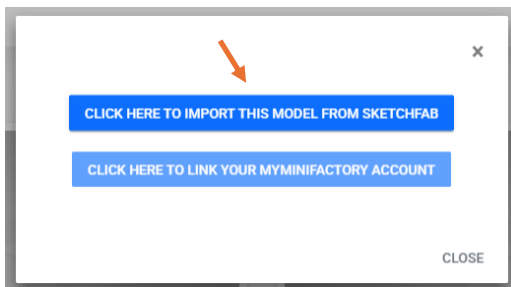 ×
CLICK HERE TO IMPORT THIS MODEL FROM SKETCHFAB
CLICK HERE TO LINK YOUR MYMINIFACTORY ACCOUNT
CLOSE